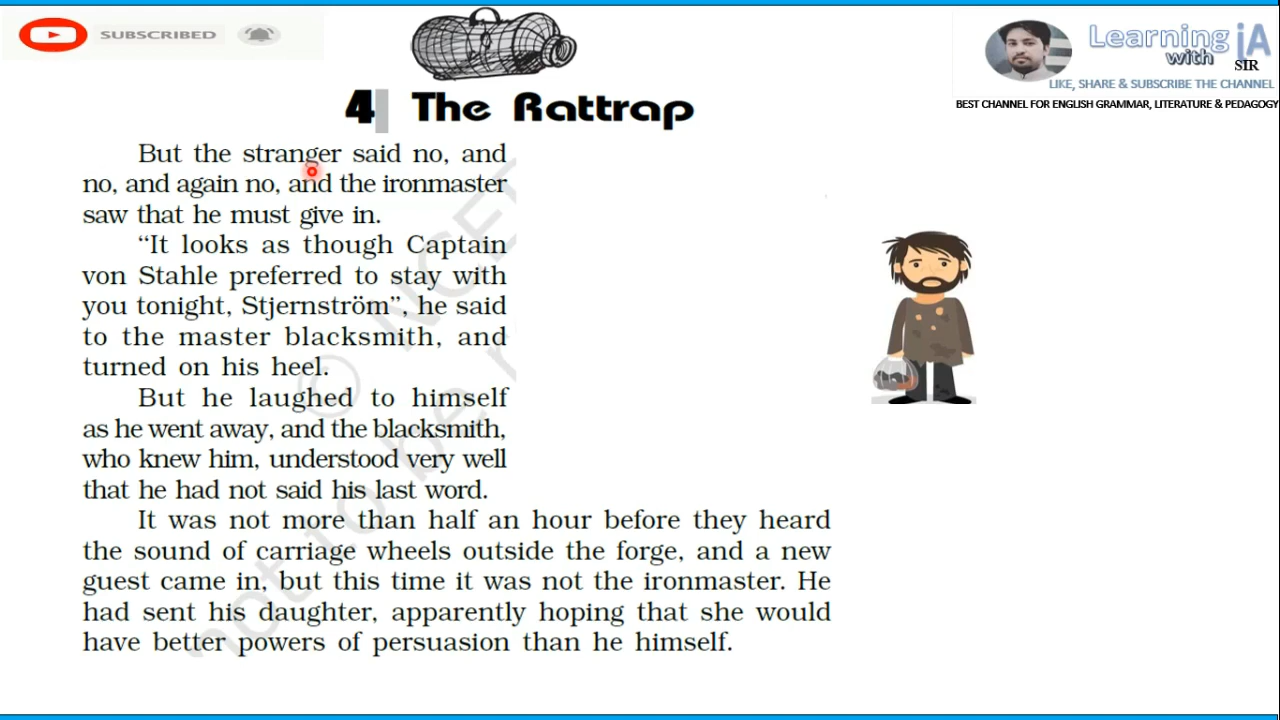 SUBSCRIBED
Learning
with
iA
SIR
LIKE, SHARE & SUBSCRIBE THE CHANNEL
BEST CHANNEL FOR ENGLISH GRAMMAR, LITERATURE & PEDAGOGY
4 The Rattrap
But the stranger said no, and
no, and again no, and the ironmaster
saw that he must give in.
“It looks as though Captain
von Stahle preferred to stay with
you tonight, Stjernström”, he said
to the master blacksmith, and
turned on his heel.
But he laughed to himself
as he went away, and the blacksmith,
who knew him, understood very well
that he had not said his last word.
It was not more than half an hour before they heard
the sound of carriage wheels outside the forge, and a new
guest came in, but this time it was not the ironmaster. He
had sent his daughter, apparently hoping that she would
have better powers of persuasion than he himself.
© NCE
not to be r